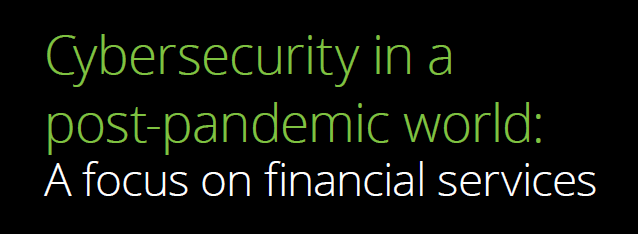 Cybersecurity in a
post-pandemic world:
A focus on financial services